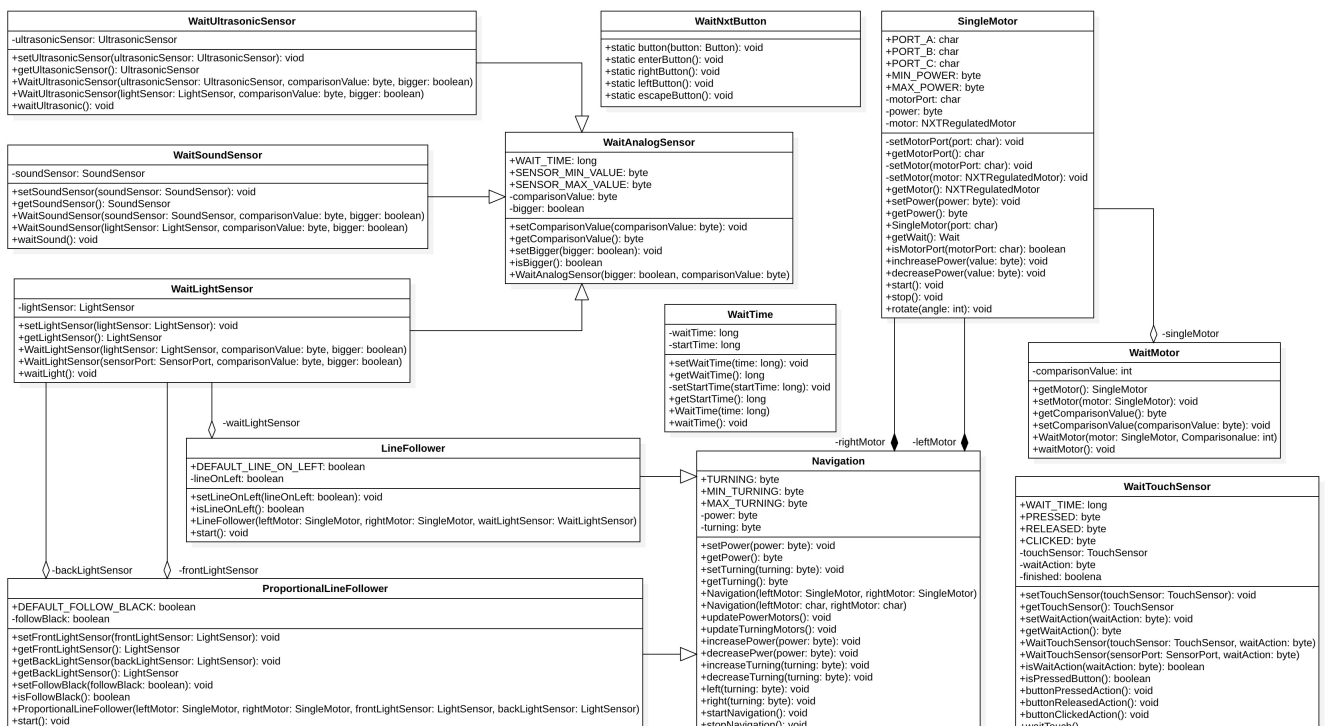 WaitUltrasonicSensor
-ultrasonicSensor: UltrasonicSensor
+setUltrasonicSensor(ultrasonicSensor: UltrasonicSensor): void
+getUltasonicSensor(): UltrasonicSensor
+WaitUltrasonicSensor(ultrasonicSensor: UltrasonicSensor, comparisonValue: byte, bigger: boolean)
+WaitUltrasonicSensor(lightSensor: LightSensor, comparisonValue: byte, bigger: boolean)
+waitUltrasonic(): void
WaitNxtButton
+static button(button: Button): void
+static enterButton(): void
+static rightButton(): void
+static leftButton(): void
+static escapeButton(): void
SingleMotor
+PORT_A: char
+PORT_B: char
+PORT_C: char
+MIN_POWER: byte
+MAX_POWER: byte
-motorPort: char
-power: byte
-motor: NXTRegulatedMotor
-setMotorPort(port: char): void
+getMotorPort(): char
-setMotor(motorPort: char): void
-setMotor(motor: NXTRegulatedMotor): void
+getMotor(): NXTRegulatedMotor
+setPower(power: byte): void
+getPower(): byte
+SingleMotor(port: char)
+getWait(): Wait
+isMotorPort(motorPort: char): boolean
+inchreasePower(value: byte): void
+decreasePower(value: byte): void
+start(): void
+stop(): void
+rotate(angle: int): void
WaitSoundSensor
-soundSensor: SoundSensor
+setSoundSensor(soundSensor: SoundSensor): void
+getSoundSensor(): SoundSensor
+WaitSoundSensor(soundSensor: SoundSensor, comparisonValue: byte, bigger: boolean)
+WaitSoundSensor(lightSensor: LightSensor, comparisonValue: byte, bigger: boolean)
+waitSound(): void
WaitAnalogSensor
+WAIT_TIME: long
+SENSOR_MIN_VALUE: byte
+SENSOR_MAX_VALUE: byte
-comparisonValue: byte
-bigger: boolean
+setComparisonValue(comparisonValue: byte): void
+getComparisonValue(): byte
+setBigger(bigger: boolean): void
+isBigger(): boolean
+WaitAnalogSensor(bigger: boolean, comparisonValue: byte)
WaitLightSensor
-lightSensor: LightSensor
+setLightSensor(lightSensor: LightSensor): void
+getLightSensor(): LightSensor
+WaitLightSensor(lightSensor: LightSensor, comparisonValue: byte, bigger: boolean)
+WaitLightSensor(sensorPort: SensorPort, comparisonValue: byte, bigger: boolean)
+waitLight(): void
WaitTime
-waitTime: long
-startTime: long
+setWaitTime(time: long): void
+getWaitTime(): long
-setStartTime(startTime: long): void
+getStartTime(): long
+WaitTime(time: long)
+waitTime(): void
-singleMotor
WaitMotor
-comparisonValue: int
+getMotor(): SingleMotor
+setMotor(motor: SingleMotor): void
+getComparisonValue(): byte
+setComparisonValue(comparisonValue: byte): void
+WaitMotor(motor: SingleMotor, Comparisonalue: int)
+waitMotor(): void
-waitLightSensor
-rightMotor
-leftMotor
LineFollower
+DEFAULT_LINE_ON_LEFT: boolean
-lineOnLeft: boolean
+setLineOnLeft(lineOnLeft: boolean): void
+isLineOnLeft(): boolean
+LineFollower(leftMotor: SingleMotor, rightMotor: SingleMotor, waitLightSensor: WaitLightSensor)
+start(): void
Navigation
+TURNING: byte
+MIN_TURNING: byte
+MAX_TURNING: byte
-power: byte
-turning: byte
+setPower(power: byte): void
+getPower(): byte
+setTurning(turning: byte): void
+getTurning(): byte
+Navigation(leftMotor: SingleMotor, rightMotor: SingleMotor)
+Navigation(leftMotor: char, rightMotor: char)
+updatePowerMotors(): void
+updateTurningMotors(): void
+increasePower(power: byte): void
+decreasePwer(power: byte): void
+increaseTurning(turning: byte): void
+decreaseTurning(turning: byte): void
+left(turning: byte): void
+right(turning: byte): void
+startNavigation(): void
+stopNavigation(): void
WaitTouchSensor
+WAIT_TIME: long
+PRESSED: byte
+RELEASED: byte
+CLICKED: byte
-touchSensor: TouchSensor
-waitAction: byte
-finished: boolena
+setTouchSensor(touchSensor: TouchSensor): void
+getTouchSensor(): TouchSensor
+setWaitAction(waitAction: byte): void
+getWaitAction(): byte
+WaitTouchSensor(touchSensor: TouchSensor, waitAction: byte)
+WaitTouchSensor(sensorPort: SensorPort, waitAction: byte)
+isWaitAction(waitAction: byte): boolean
+isPressedButton(): boolean
+buttonPressedAction(): void
+buttonReleasedAction(): void
+buttonClickedAction(): void
+waitTouch()
-backLightSensor
-frontLightSensor
ProportionalLineFollower
+DEFAULT_FOLLOW_BLACK: boolean
-followBlack: boolean
+setFrontLightSensor(frontLightSensor: LightSensor): void
+getFrontLightSensor(): LightSensor
+getBackLightSensor(backLightSensor: LightSensor): void
+getBackLightSensor(): LightSensor
+setFollowBlack(followBlack: boolean): void
+isFollowBlack(): boolean
+ProportionalLineFollower(leftMotor: SingleMotor, rightMotor: SingleMotor, frontLightSensor: LightSensor, backLightSensor: LightSensor)
+start(): void